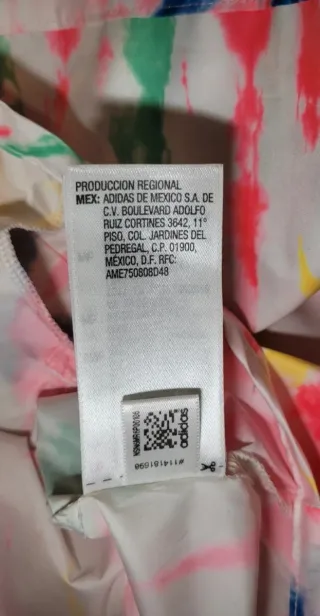 PRODUCCION REGIONAL
MEX: ADIDAS DE MEXICO S.A. DE
C.V. BOULEVARD ADOLFO
RUIZ CORTINES 3642, 11°
PISO, COL. JARDINES DEL
PEDREGAL, C.P. 01900,
MÉXICO, D.F. RFC:
AME750808D48
adidas
#114181690